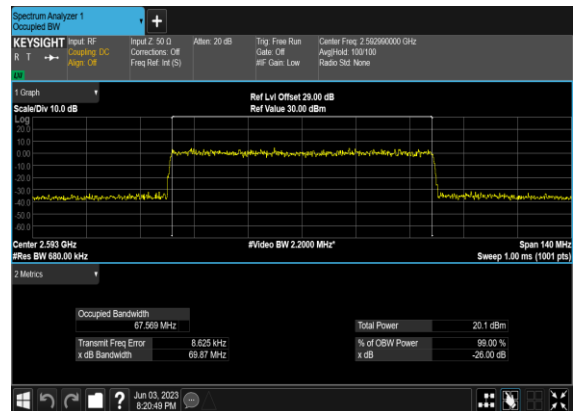 Spectrum Analyzer 1
Occupied BW
KEYSIGHT
R T
LW
Input: RF
Coupling: DC
Align: Off
Input Z: 50 Ω
Corrections: Off
Freq Ref: Int (S)
Atten: 20 dB
Trig: Free Run
Gate: Off
#IF Gain: Low
Center Freq: 2.592990000 GHz
Avg|Hold: 100/100
Radio Std: None
1 Graph
Scale/Div 10.0 dB
Ref Lvl Offset 29.00 dB
Ref Value 30.00 dBm
Log
20.0
10.0
0.00
-10.0
-20.0
-30.0
-40.0
-50.0
-60.0
Center 2.593 GHz
#Video BW 2.2000 MHz*
Span 140 MHz
#Res BW 680.00 kHz
Sweep 1.00 ms (1001 pts)
2 Metrics
Occupied Bandwidth
67.569 MHz
Total Power 20.1 dBm
Transmit Freq Error 8.625 kHz
% of OBW Power 99.00 %
x dB Bandwidth 69.87 MHz
x dB -26.00 dB
Jun 03, 2023
8:20:49 PM